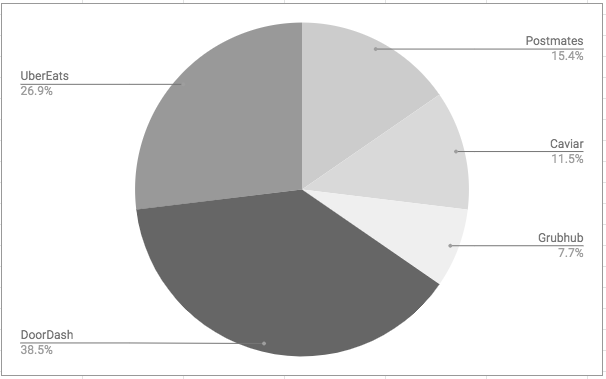 Postmates
15.4%
UberEats
26.9%
Caviar
11.5%
Grubhub
7.7%
DoorDash
38.5%